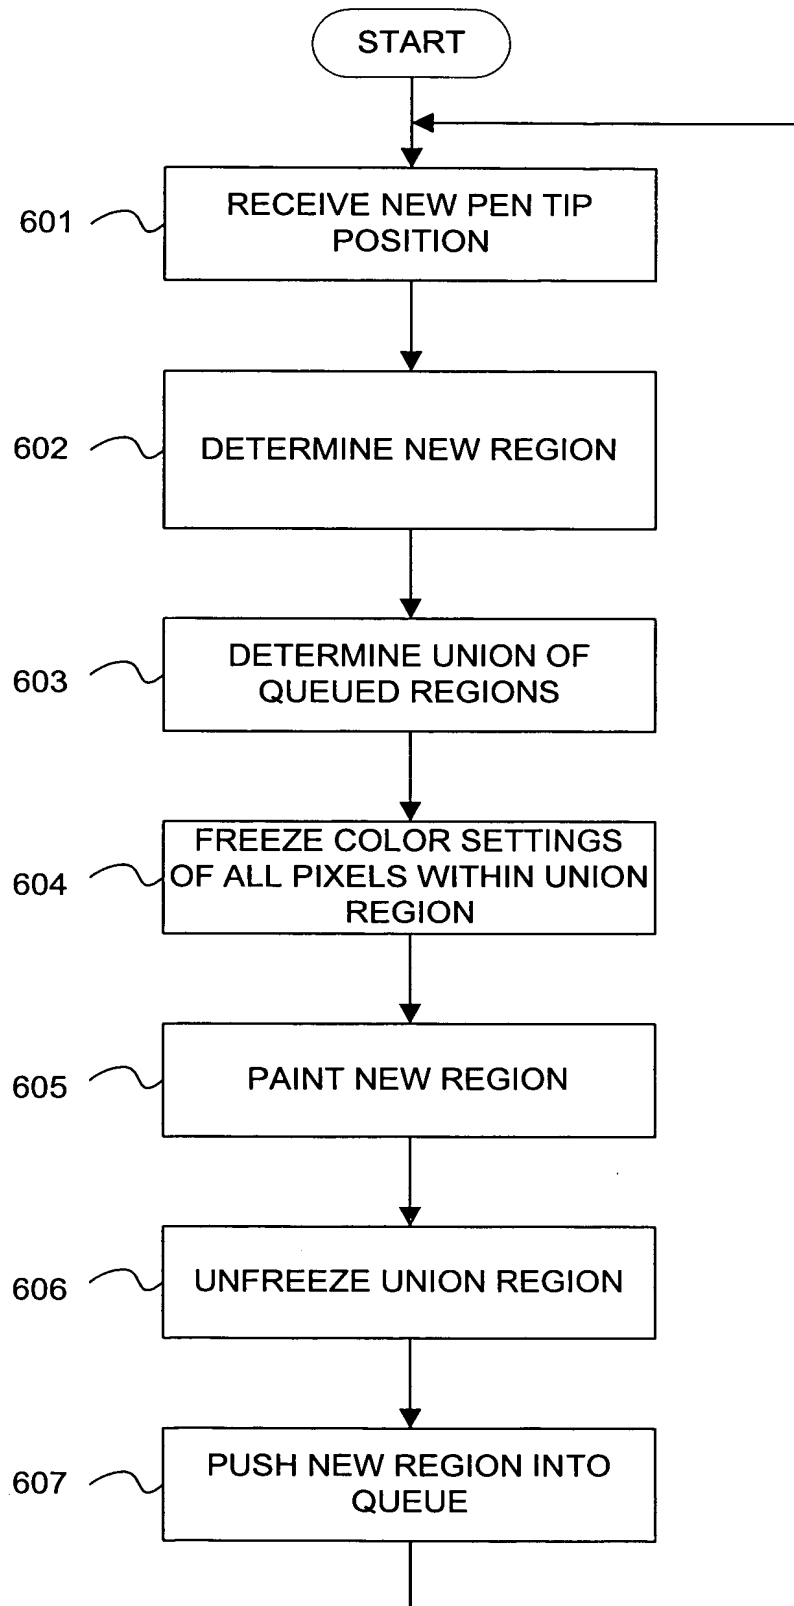 START
601
RECEIVE NEW PEN TIP
POSITION
602
DETERMINE NEW REGION
603
DETERMINE UNION OF
QUEUED REGIONS
604
FREEZE COLOR SETTINGS
OF ALL PIXELS WITHIN UNION
REGION
605
PAINT NEW REGION
606
UNFREEZE UNION REGION
607
PUSH NEW REGION INTO
QUEUE